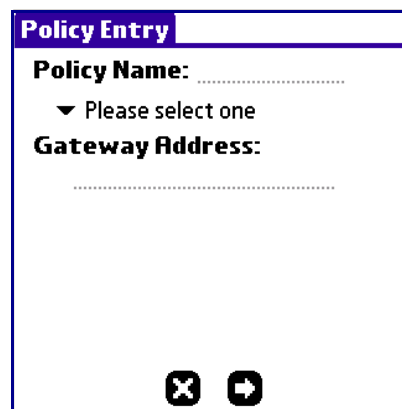 Policy Entry
Policy Name:
Please select one
Gateway Address: